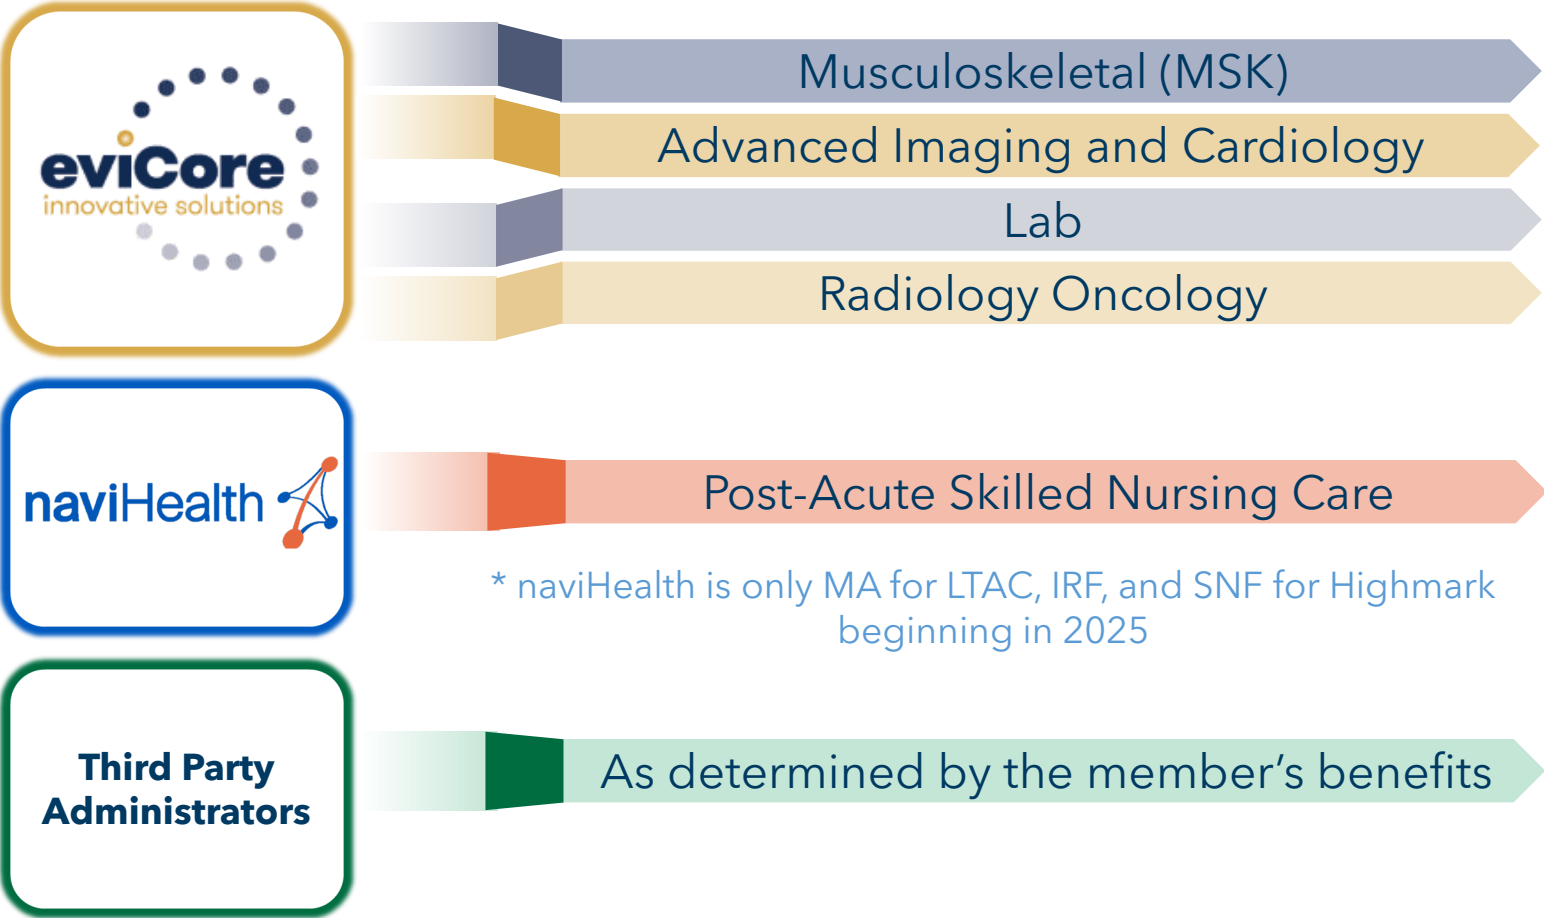 eviCore
innovative solutions
Musculoskeletal (MSK)
Advanced Imaging and Cardiology
Lab
Radiology Oncology
naviHealth
Post-Acute Skilled Nursing Care
* naviHealth is only MA for LTAC, IRF, and SNF for Highmark
beginning in 2025
Third Party
Administrators
As determined by the member’s benefits